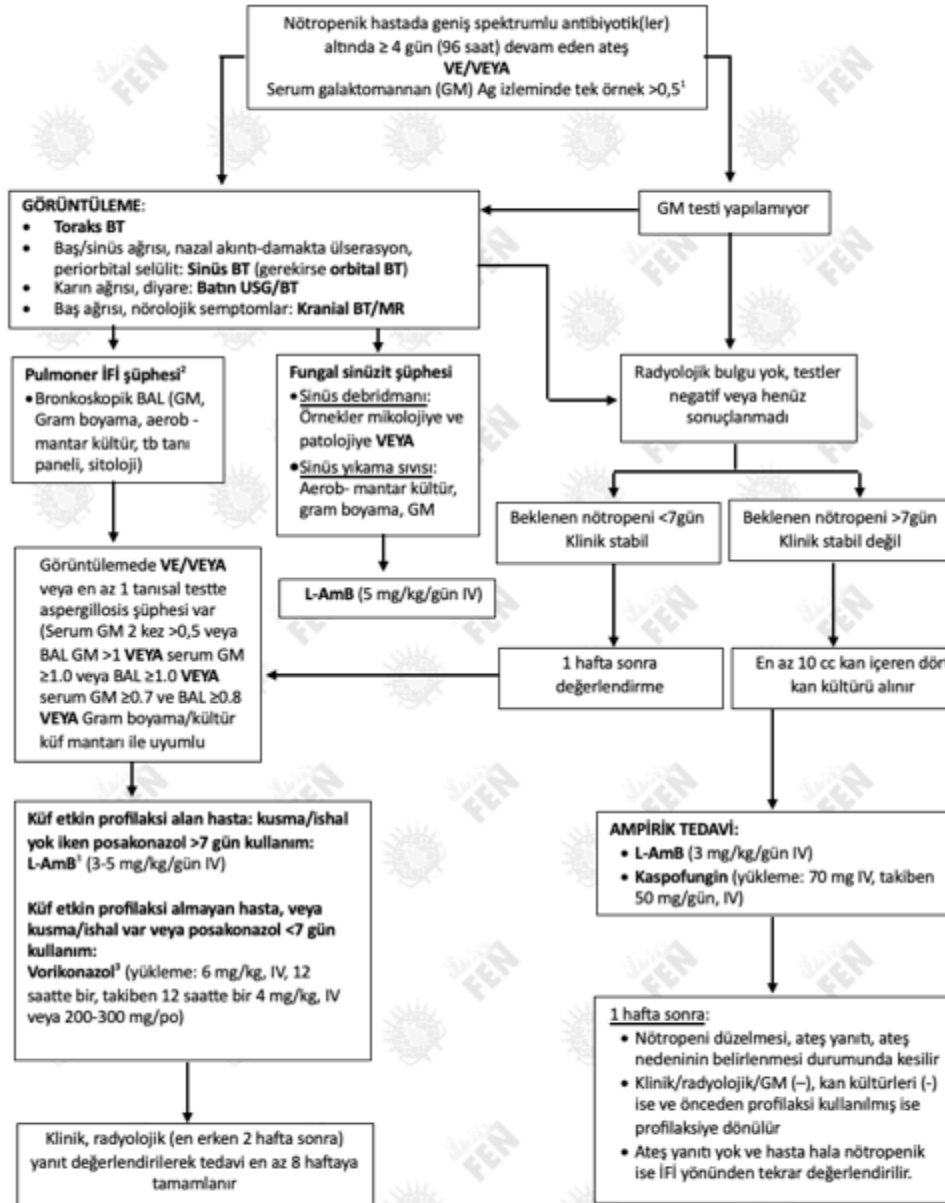 Nötropenik hastada geniş spektrumlu antibiyotik(ler)
altında ≥ 4 gün (96 saat) devam eden ateş
VE/VEYA
Serum galaktomannan (GM) Ag izleminde tek örnek >0,5¹
GÖRÜNTÜLEME:
• Toraks BT
• Baş/sinüs ağrısı, nazal akıntı-damakta ülserasyon,
periorbital selülit: Sinüs BT (gerekirse orbital BT)
• Karın ağrısı, diyare: Batın USG/BT
• Baş ağrısı, nörolojik semptomlar: Kranial BT/MR
GM testi yapılamıyor
Pulmoner İFİ şüphesi²
• Bronkoskopik BAL (GM,
Gram boyama, aerob -
mantar kültür, tb tanı
paneli, sitoloji)
Fungal sinüzit şüphesi
• Sinüs debridmanı:
Örnekler mikolojiye ve
patolojiye VEYA
• Sinüs yıkama sıvısı:
Aerob- mantar kültür,
gram boyama, GM
Radyolojik bulgu yok, testler
negatif veya henüz
sonuçlanmadı
Beklenen nötropeni <7gün
Klinik stabil
Beklenen nötropeni >7gün
Klinik stabil değil
Görüntülemede VE/VEYA
veya en az 1 tanısal testte
aspergillosis şüphesi var
(Serum GM 2 kez >0,5 veya
BAL GM >1 VEYA serum GM
≥1.0 veya BAL ≥1.0 VEYA
serum GM ≥0.7 ve BAL ≥0.8
VEYA Gram boyama/kültür
küf mantarı ile uyumlu
L-AmB (5 mg/kg/gün IV)
1 hafta sonra
değerlendirme
En az 10 cc kan içeren dört
kan kültürü alınır
Küf etkin profilaksi alan hasta: kusma/ishal
yok iken posakonazol >7 gün kullanım:
L-AmB³ (3-5 mg/kg/gün IV)
Küf etkin profilaksi almayan hasta, veya
kusma/ishal var veya posakonazol <7 gün
kullanım:
Vorikonazol³ (yükleme: 6 mg/kg, IV, 12
saatte bir, takiben 12 saatte bir 4 mg/kg, IV
veya 200-300 mg/po)
AMPİRİK TEDAVİ:
• L-AmB (3 mg/kg/gün IV)
• Kaspofungin (yükleme: 70 mg IV, takiben
50 mg/gün, IV)
1 hafta sonra:
• Nötropeni düzelmesi, ateş yanıtı, ateş
nedeninin belirlenmesi durumunda kesilir
• Klinik/radyolojik/GM (–), kan kültürleri (-)
ise ve önceden profilaksi kullanılmış ise
profilaksiye dönülür
• Ateş yanıtı yok ve hasta hala nötropenik
ise İFİ yönünden tekrar değerlendirilir.
Klinik, radyolojik (en erken 2 hafta sonra)
yanıt değerlendirilerek tedavi en az 8 haftaya
tamamlanır
FEN